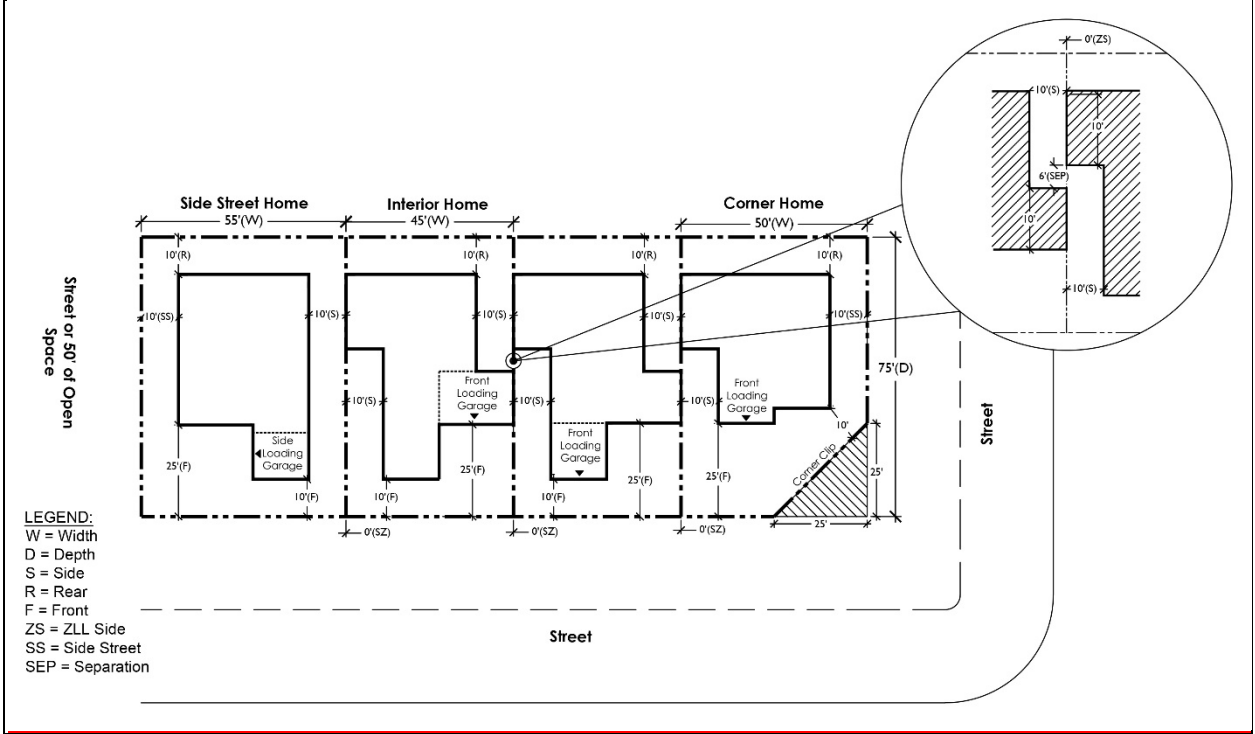 0'(ZS)
10'(S)
10'
6'(SEP)
10'
10'(S)
Side Street Home
Interior Home
Corner Home
55'(W)
45'(W)
50'(W)
10'(R)
10'(R)
10'(R)
10'(R)
Street or 50' of Open
Space
10'(SS)
10'(S)
10'(S)
10'(S)
10'(SS)
75'(D)
Front
Loading
Garage
Front
Loading
Garage
10'(S)
10'(S)
10'(S)
Street
Side
Loading
Garage
Front
Loading
Garage
10'
Corner Clip
25'(F)
25'(F)
25'(F)
25'(F)
25'
10'(F)
10'(F)
10'(F)
25'
0'(SZ)
0'(SZ)
0'(SZ)
LEGEND:
W = Width
D = Depth
S = Side
R = Rear
F = Front
ZS = ZLL Side
SS = Side Street
SEP = Separation
Street